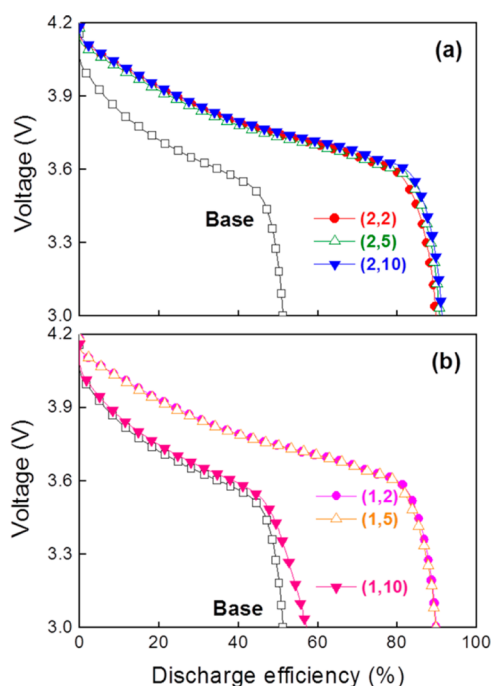 4.2
(a)
3.9
Voltage (V)
3.6
Base
(2,2)
(2,5)
3.3
(2,10)
3.0
4.2
(b)
3.9
Voltage (V)
3.6
(1,2)
(1,5)
3.3
(1,10)
Base
3.0
0 20 40 60 80 100
Discharge efficiency (%)